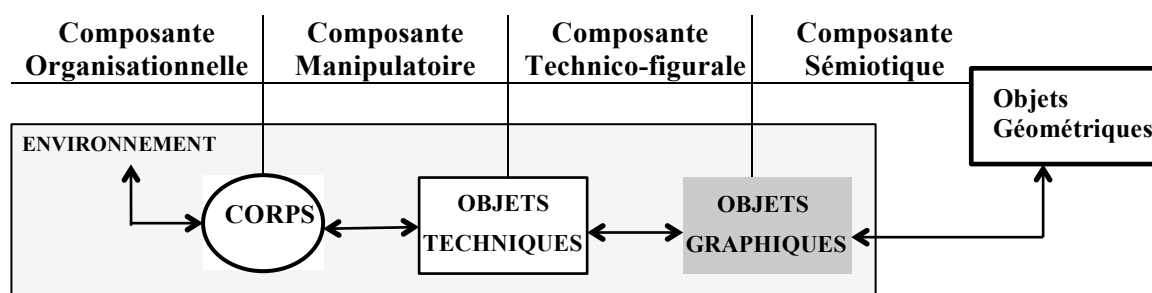 Composante
Organisationnelle
Composante
Manipulatoire
Composante
Technico-figurale
Composante
Sémiotique
Objets
Géométriques
ENVIRONNEMENT
CORPS
OBJETS
TECHNIQUES
OBJETS
GRAPHIQUES